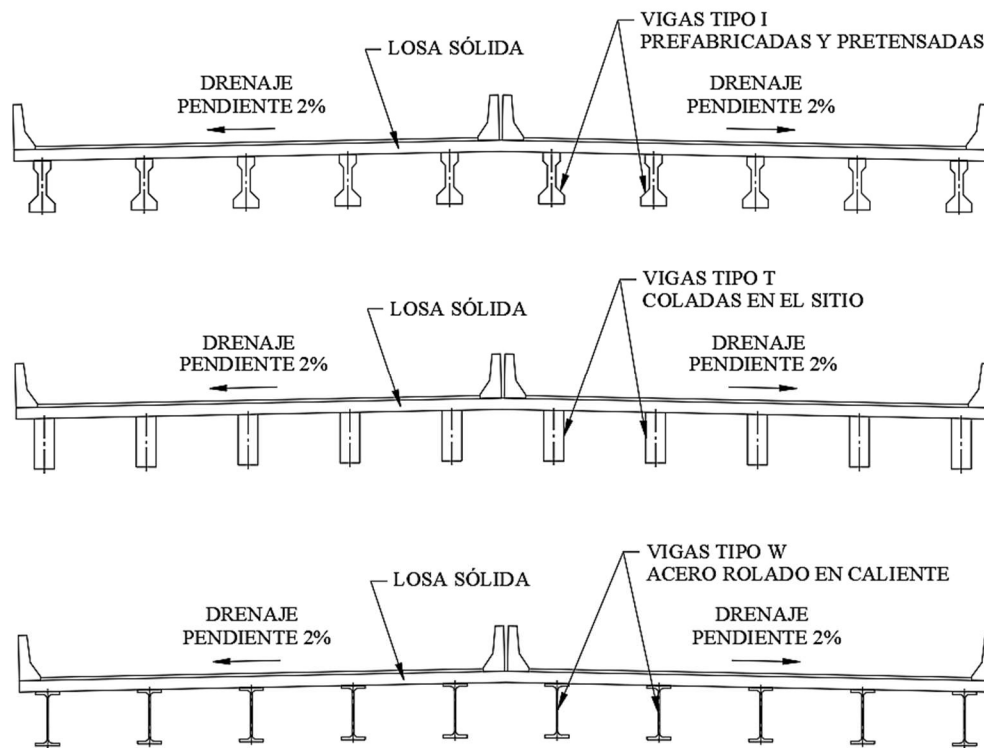 VIGAS TIPO I
PREFABRICADAS Y PRETENSADAS
LOSA SÓLIDA
DRENAJE
PENDIENTE 2%
DRENAJE
PENDIENTE 2%
VIGAS TIPO T
COLADAS EN EL SITIO
LOSA SÓLIDA
DRENAJE
PENDIENTE 2%
DRENAJE
PENDIENTE 2%
VIGAS TIPO W
ACERO ROLADO EN CALIENTE
LOSA SÓLIDA
DRENAJE
PENDIENTE 2%
DRENAJE
PENDIENTE 2%